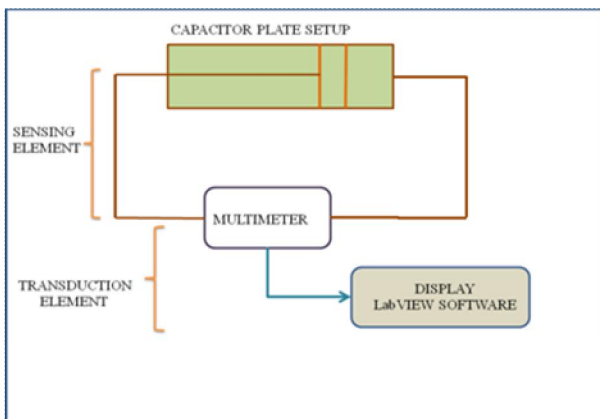 CAPACITOR PLATE SETUP
SENSING
ELEMENT
MULTIMETER
TRANSDUCTION
ELEMENT
DISPLAY
LabVIEW SOFTWARE